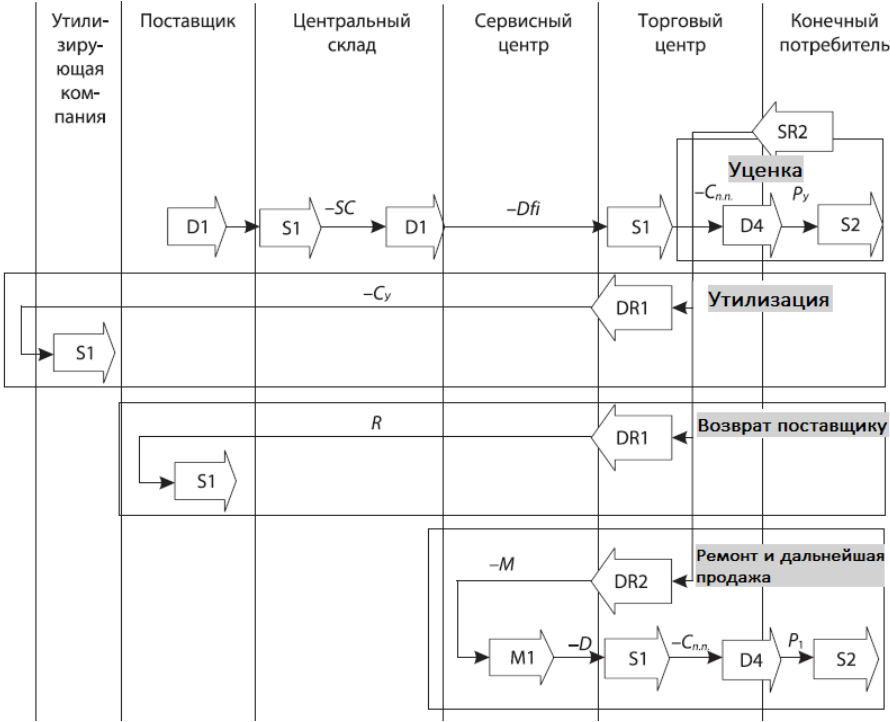 Утили-
зиру-
ющая
ком-
пания
Поставщик
Центральный
склад
Сервисный
центр
Торговый
центр
Конечный
потребитель
SR2
Уценка
D1
S1
–SC
D1
–Dfi
S1
–Cп.п.
D4
Pу
S2
–Cу
DR1
Утилизация
S1
R
DR1
Возврат поставщику
S1
–M
DR2
Ремонт и дальнейшая
продажа
M1
–D
S1
–Cп.п.
D4
P1
S2